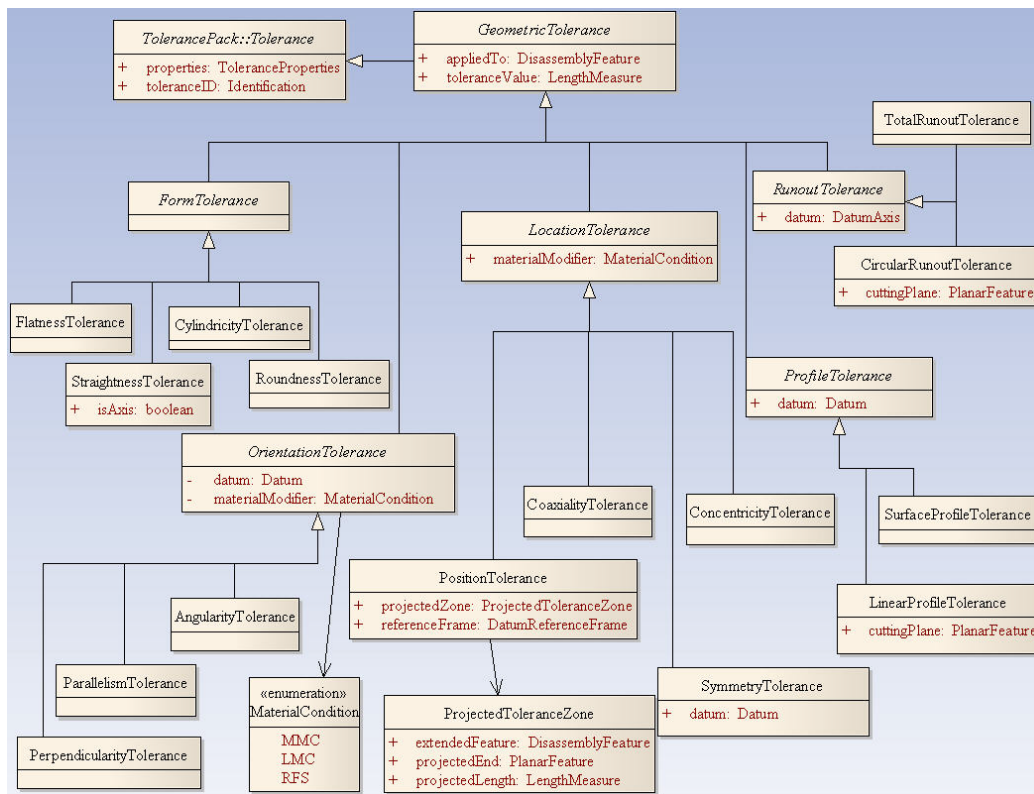 TolerancePack::Tolerance
+ properties: ToleranceProperties
+ toleranceID: Identification
GeometricTolerance
+ appliedTo: DisassemblyFeature
+ toleranceValue: LengthMeasure
TotalRunoutTolerance
FormTolerance
RunoutTolerance
+ datum: DatumAxis
LocationTolerance
+ materialModifier: MaterialCondition
CircularRunoutTolerance
+ cuttingPlane: PlanarFeature
FlatnessTolerance
CylindricityTolerance
StraightnessTolerance
+ isAxis: boolean
RoundnessTolerance
ProfileTolerance
+ datum: Datum
OrientationTolerance
- datum: Datum
- materialModifier: MaterialCondition
CoaxialityTolerance
ConcentricityTolerance
SurfaceProfileTolerance
PositionTolerance
+ projectedZone: ProjectedToleranceZone
+ referenceFrame: DatumReferenceFrame
LinearProfileTolerance
+ cuttingPlane: PlanarFeature
AngularityTolerance
ParallelismTolerance
PerpendicularityTolerance
«enumeration»
MaterialCondition
MMC
LMC
RFS
ProjectedToleranceZone
+ extendedFeature: DisassemblyFeature
+ projectedEnd: PlanarFeature
+ projectedLength: LengthMeasure
SymmetryTolerance
+ datum: Datum